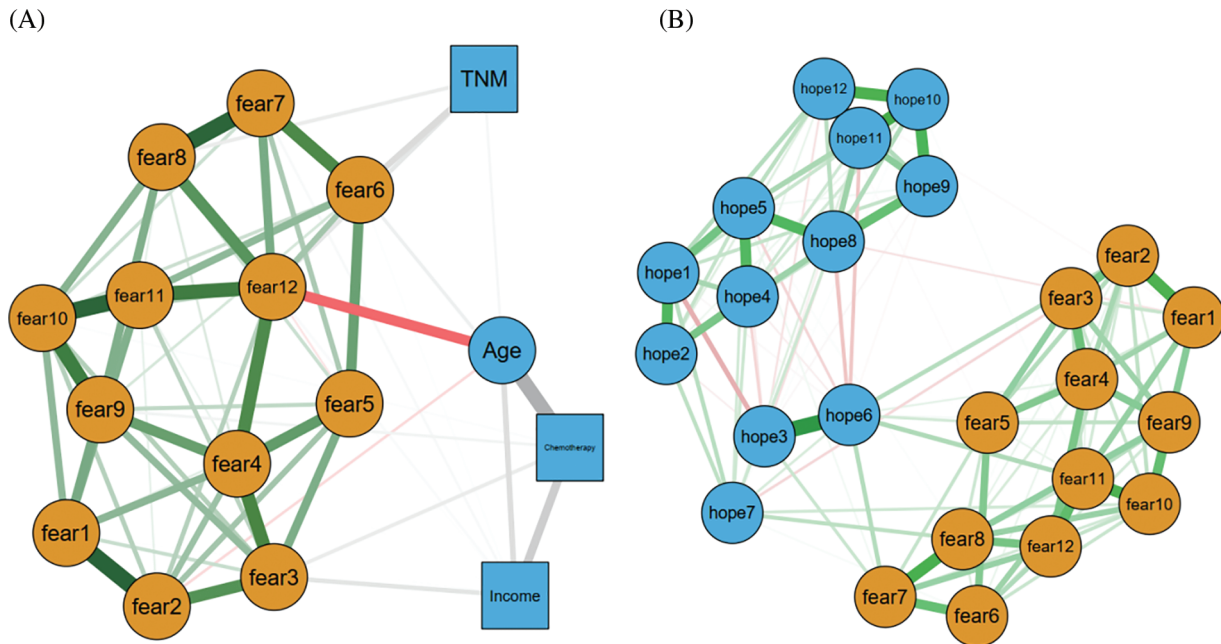 (A)
TNM
fear7
fear8
fear6
fear12
fear11
fear10
Age
fear5
fear9
fear4
Chemotherapy
fear1
fear3
fear2
Income
(B)
hope12
hope10
hope11
hope9
hope5
hope8
hope1
hope4
hope2
fear2
fear3
fear1
fear4
hope6
hope3
fear5
fear9
fear11
hope7
fear10
fear8
fear12
fear7
fear6